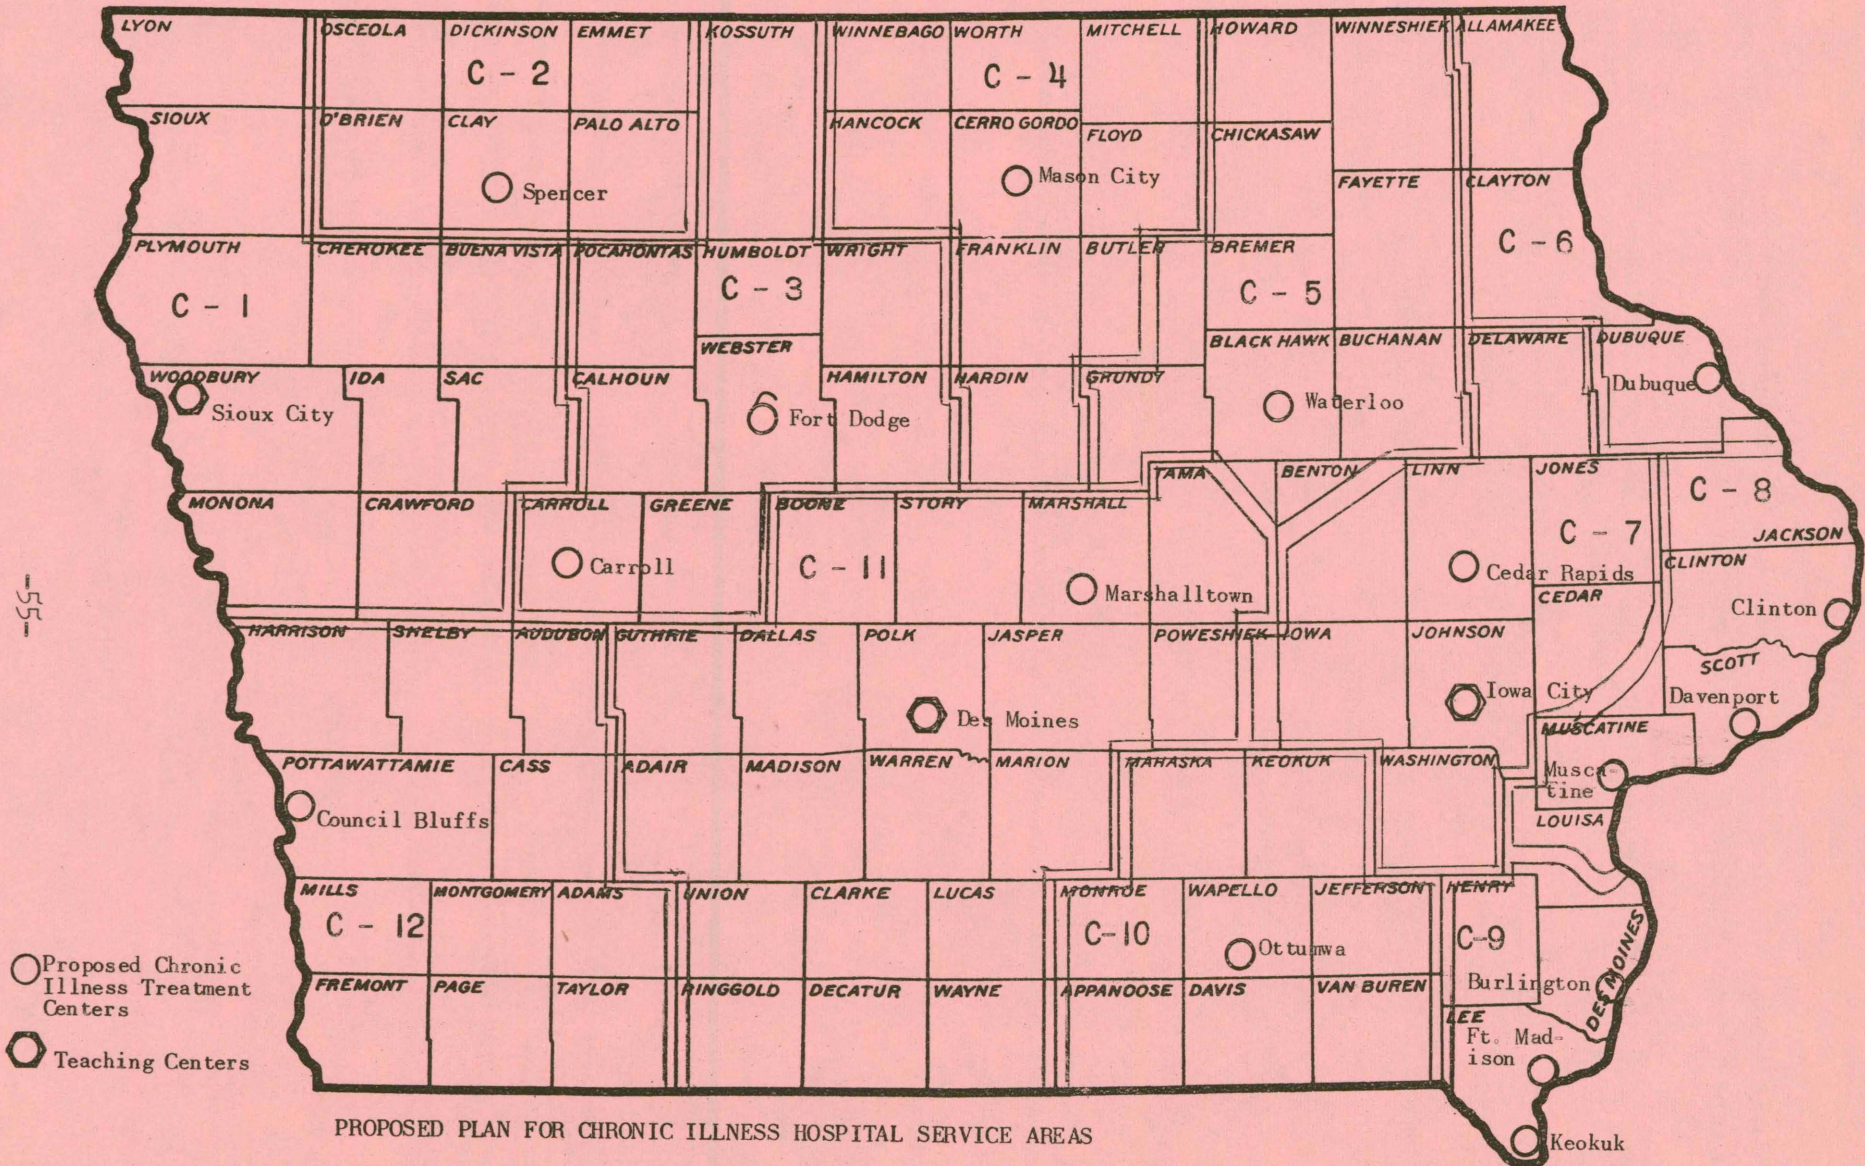 LYON OSCEOLA DICKINSON EMMET KOSSUTH WINNEBAGO WORTH MITCHELL HOWARD WINNESHIEK ALLAMAKEE
C - 2 C - 4
SIOUX O'BRIEN CLAY PALO ALTO HANCOCK CERRO GORDO FLOYD CHICKASAW
Spencer Mason City
FAYETTE CLAYTON
PLYMOUTH CHEROKEE BUENA VISTA POCAHONTAS HUMBOLDT WRIGHT FRANKLIN BUTLER BREMER C - 6
C - 1 C - 3 C - 5
WEBSTER BLACK HAWK BUCHANAN DELAWARE DUBUQUE
WOODBURY IDA SAC CALHOUN HAMILTON HARDIN GRUNDY Dubuque
Sioux City Fort Dodge Waterloo
TAMA BENTON LINN JONES
MONONA CRAWFORD CARROLL GREENE BOONE STORY MARSHALL C - 8
C - 7 JACKSON
Carroll C - 11 Cedar Rapids CLINTON
Marshalltown CEDAR Clinton
HARRISON SHELBY AUDUBON GUTHRIE DALLAS POLK JASPER POWESHIEK IOWA JOHNSON
SCOTT
Des Moines Iowa City Davenport
MUSCATINE
POTTAWATTAMIE CASS ADAIR MADISON WARREN MARION MAHASKA KEOKUK WASHINGTON
Musca-
tine
Council Bluffs LOUISA
MILLS MONTGOMERY ADAMS UNION CLARKE LUCAS MONROE WAPELLO JEFFERSON HENRY
C - 12 C-10 C-9
Ottumwa DES MOINES
FREMONT PAGE TAYLOR RINGGOLD DECATUR WAYNE APPANOOSE DAVIS VAN BUREN Burlington
LEE
Ft. Mad-
ison
Keokuk
Proposed Chronic
Illness Treatment
Centers
Teaching Centers
PROPOSED PLAN FOR CHRONIC ILLNESS HOSPITAL SERVICE AREAS
-55-